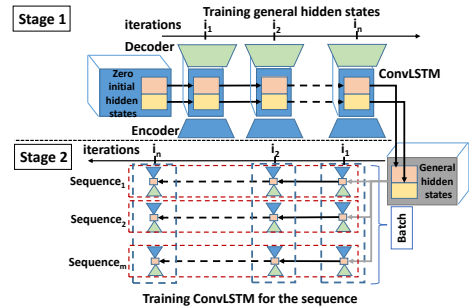 Stage 1
Training general hidden states
iterations
i1
i2
in
Decoder
Zero
initial
hidden
states
ConvLSTM
Encoder
Stage 2
iterations
in
i2
i1
General
hidden
states
Sequence1
Sequence2
Sequencem
Batch
Training ConvLSTM for the sequence